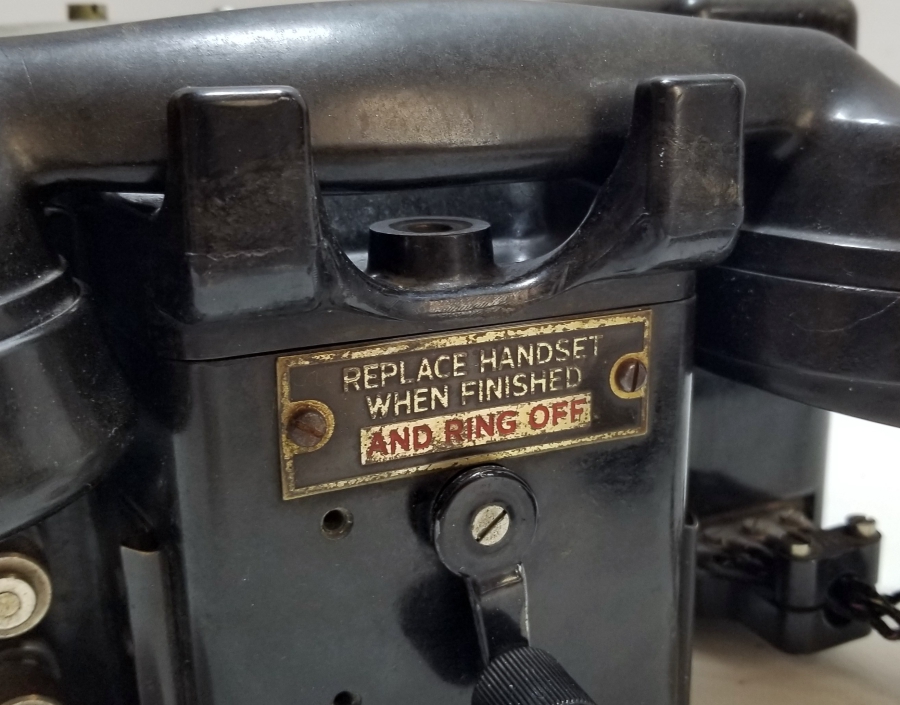 REPLACE HANDSET
WHEN FINISHED
AND RING OFF